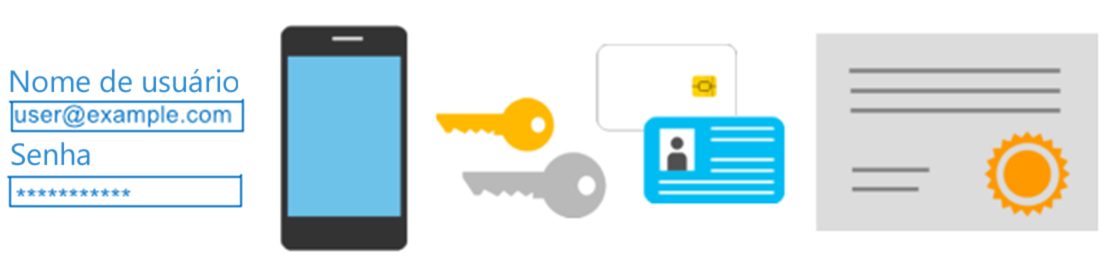 Nome de usuário
user@example.com
Senha
***********